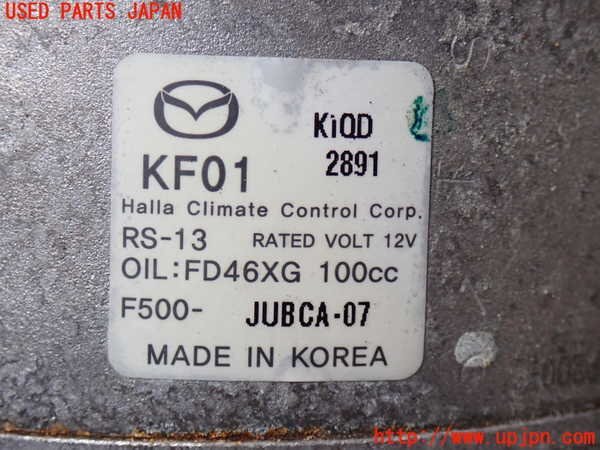 USED PARTS JAPAN
KiQD
KF01
2891
Halla Climate Control Corp.
RS-13 RATED VOLT 12V
OIL:FD46XG 100cc
F500- JUBCA-07
MADE IN KOREA
http://www.upjpn.com/